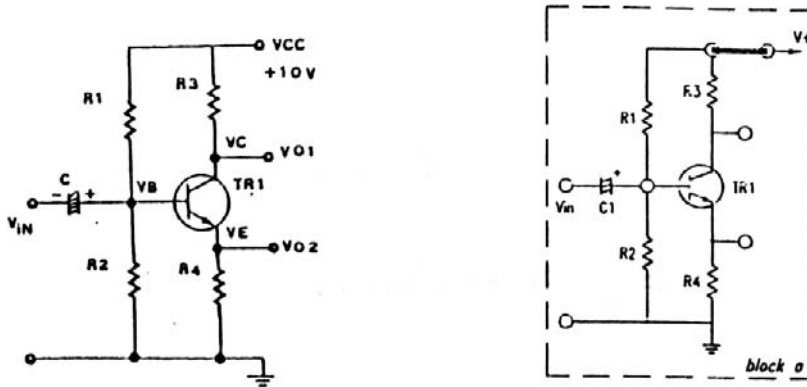 VCC
+10V
R1
R3
VC
VO1
C
VB
TR1
- +
VIN
VE
VO2
R2
R4
V+
R3
R1
+
TR1
Vin
C1
R2
R4
block a